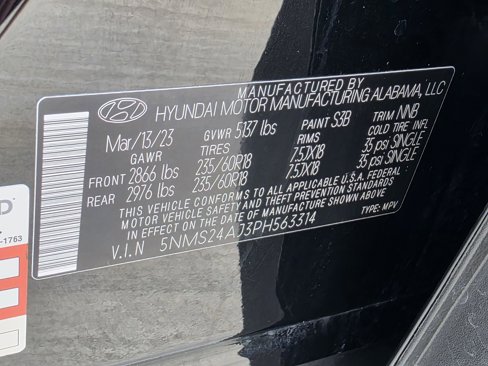 MANUFACTURED BY
HYUNDAI MOTOR MANUFACTURING ALABAMA, LLC
Mar/13/23 GVWR 5137 lbs PAINT S3B TRIM NNB
GAWR TIRES RIMS COLD TIRE INFL
FRONT 2866 lbs 235/60R18 7.5JX18 35 psi SINGLE
REAR 2976 lbs 235/60R18 7.5JX18 35 psi SINGLE
THIS VEHICLE CONFORMS TO ALL APPLICABLE U.S.A. FEDERAL
MOTOR VEHICLE SAFETY AND THEFT PREVENTION STANDARDS
IN EFFECT ON THE DATE OF MANUFACTURE SHOWN ABOVE
V.I.N 5NMS24AJ3PH563314 TYPE: MPV
D
-1763